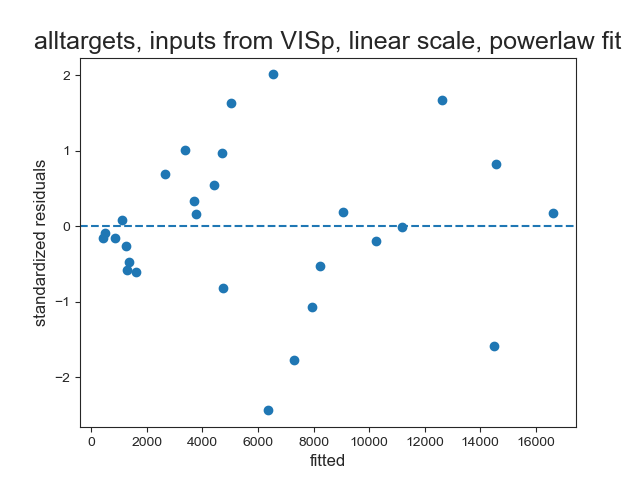 alltargets, inputs from VISp, linear scale, powerlaw fit
standardized residuals
2
1
0
−1
−2
0 2000 4000 6000 8000 10000 12000 14000 16000
fitted